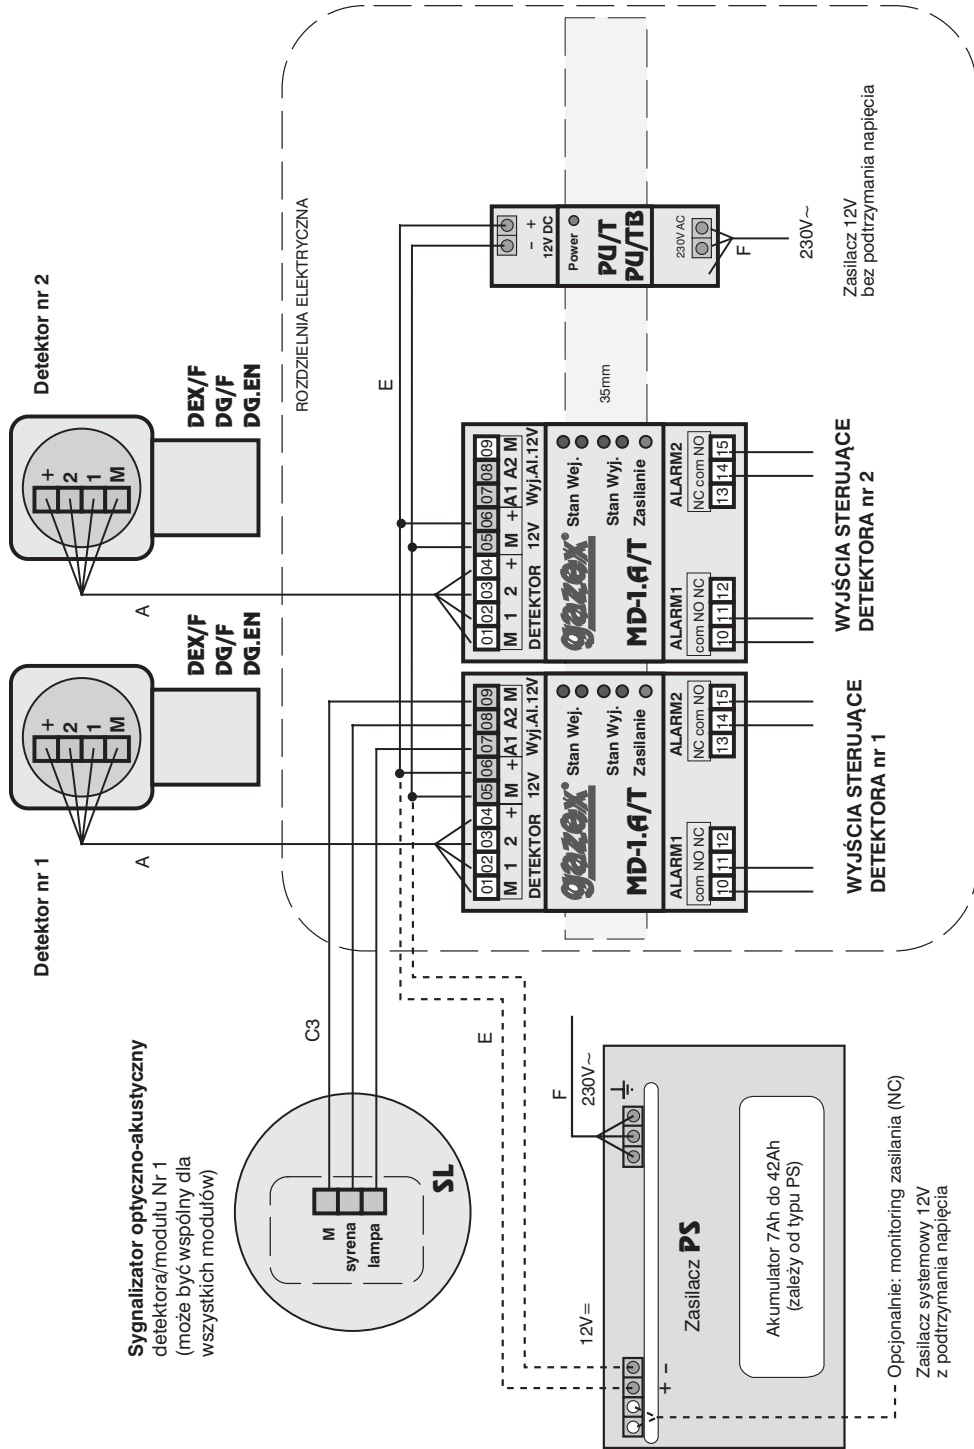 Detektor nr 1
+
2
1
M
DEX/F
DG/F
DG.EN
A
Detektor nr 2
+
2
1
M
DEX/F
DG/F
DG.EN
A
Sygnalizator optyczno-akustyczny
detektora/modułu Nr 1
(może być wspólny dla
wszystkich modułów)
M
syrena
lampa
SL
C3
ROZDZIELNIA ELEKTRYCZNA
E
01 02 03 04 05 06 07 08 09
M 1 2 + M + A1 A2 M
DETEKTOR 12V Wyj.Al.12V
gazex®
Stan Wej.
Stan Wyj.
MD-1.A/T
Zasilanie
ALARM1
com NO NC
10 11 12
ALARM2
NC com NO
13 14 15
WYJŚCIA STERUJĄCE
DETEKTORA nr 1
01 02 03 04 05 06 07 08 09
M 1 2 + M + A1 A2 M
DETEKTOR 12V Wyj.Al.12V
gazex®
Stan Wej.
Stan Wyj.
MD-1.A/T
Zasilanie
ALARM1
com NO NC
10 11 12
ALARM2
NC com NO
13 14 15
WYJŚCIA STERUJĄCE
DETEKTORA nr 2
35mm
- +
12V DC
Power
PU/T
PU/TB
230V AC
F
230V~
Zasilacz 12V
bez podtrzymania napięcia
E
F
230V~
12V=
+ -
Zasilacz PS
Akumulator 7Ah do 42Ah
(zależy od typu PS)
Opcjonalnie: monitoring zasilania (NC)
Zasilacz systemowy 12V
z podtrzymania napięcia